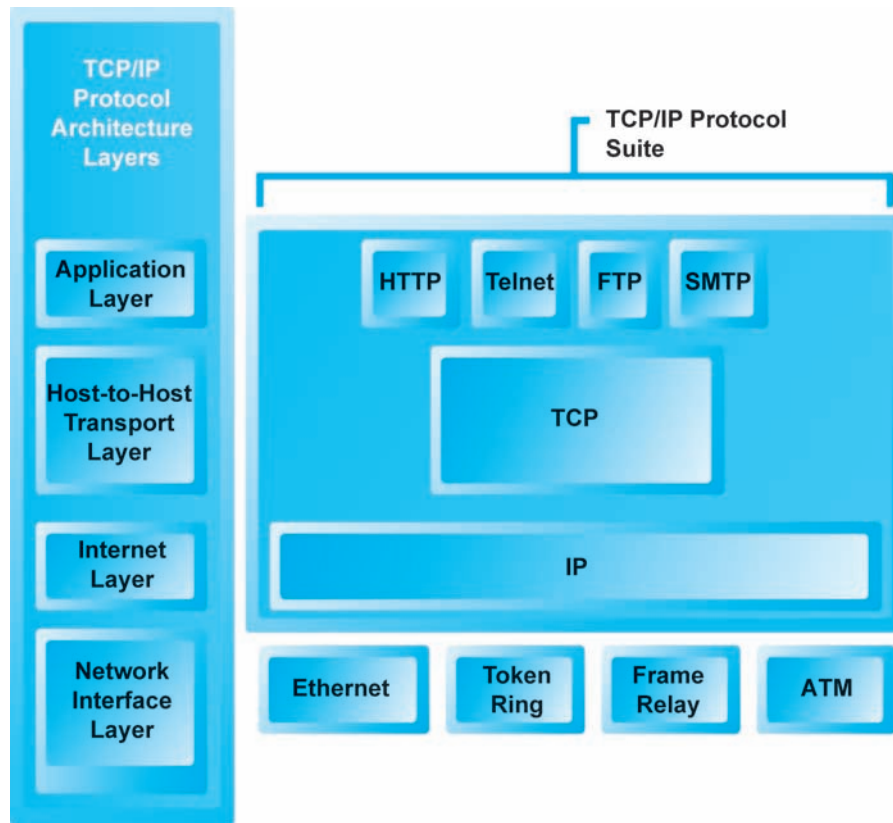 TCP/IP
Protocol
Architecture
Layers
TCP/IP Protocol
Suite
Application
Layer
HTTP
Telnet
FTP
SMTP
Host-to-Host
Transport
Layer
TCP
Internet
Layer
IP
Network
Interface
Layer
Ethernet
Token
Ring
Frame
Relay
ATM